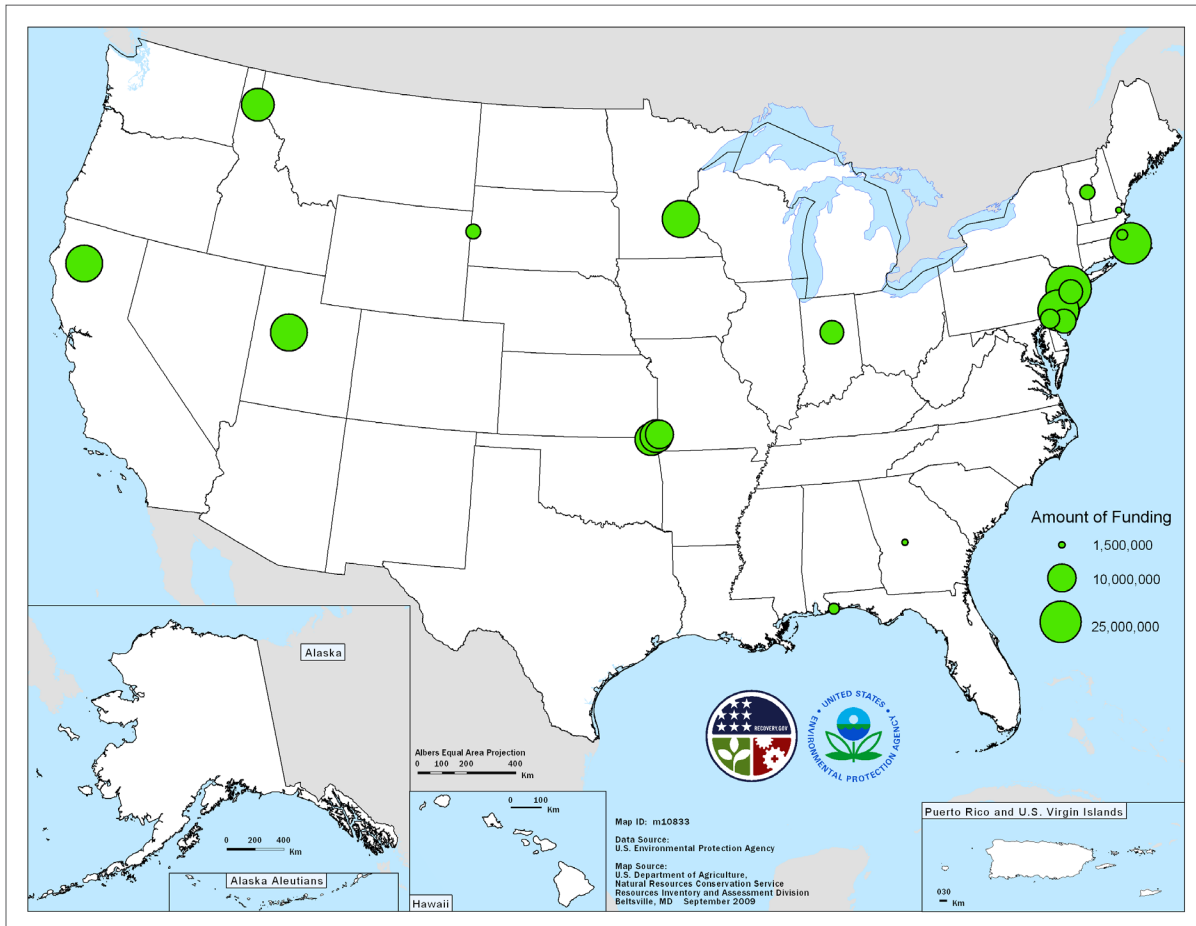 Amount of Funding
1,500,000
10,000,000
25,000,000
Alaska
Albers Equal Area Projection
0 100 200 400
Km
RECOVERY.GOV
UNITED STATES
ENVIRONMENTAL PROTECTION AGENCY
0 100
Km
Puerto Rico and U.S. Virgin Islands
Map ID: m10833
Data Source:
U.S. Environmental Protection Agency
Map Source:
U.S. Department of Agriculture,
Natural Resources Conservation Service
Resources Inventory and Assessment Division
Beltsville, MD September 2009
0 200 400
Km
Alaska Aleutians
Hawaii
030
Km